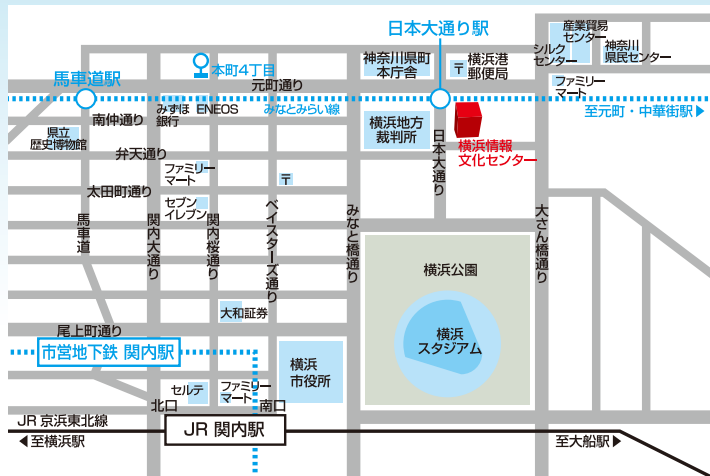 日本大通り駅
産業貿易
センター
シルク
センター
神奈川
県民センター
神奈川県町
本庁舎
横浜港
郵便局
〒
本町4丁目
馬車道駅
元町通り
ファミリー
マート
みずほ
銀行
ENEOS
みなとみらい線
至元町・中華街駅▶
南仲通り
県立
歴史博物館
横浜地方
裁判所
日本大通り
横浜情報
文化センター
弁天通り
ファミリー
マート
〒
太田町通り
セブン
イレブン
馬車道
関内大通り
関内桜通り
ベイスターズ通り
みなと橋通り
大さん橋通り
横浜公園
大和証券
尾上町通り
横浜
スタジアム
市営地下鉄 関内駅
横浜
市役所
セルテ
ファミリー
マート
北口
南口
JR 京浜東北線
JR 関内駅
◀至横浜駅
至大船駅▶